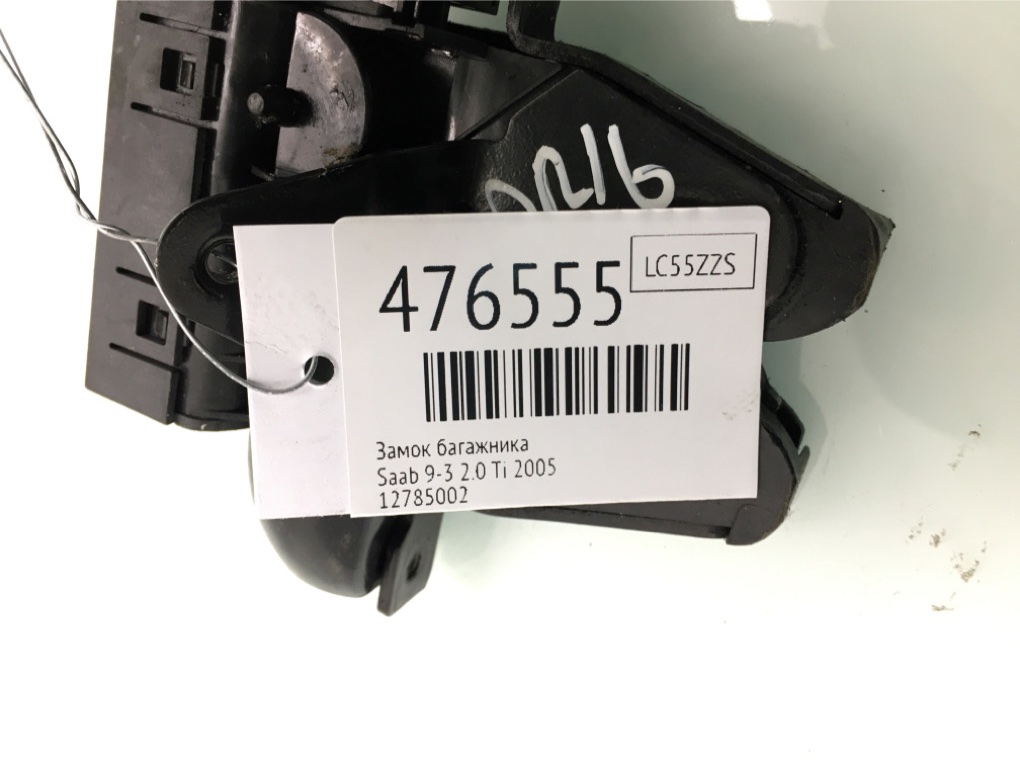 476555
LC55ZZS
Замок багажника
Saab 9-3 2.0 Ti 2005
12785002